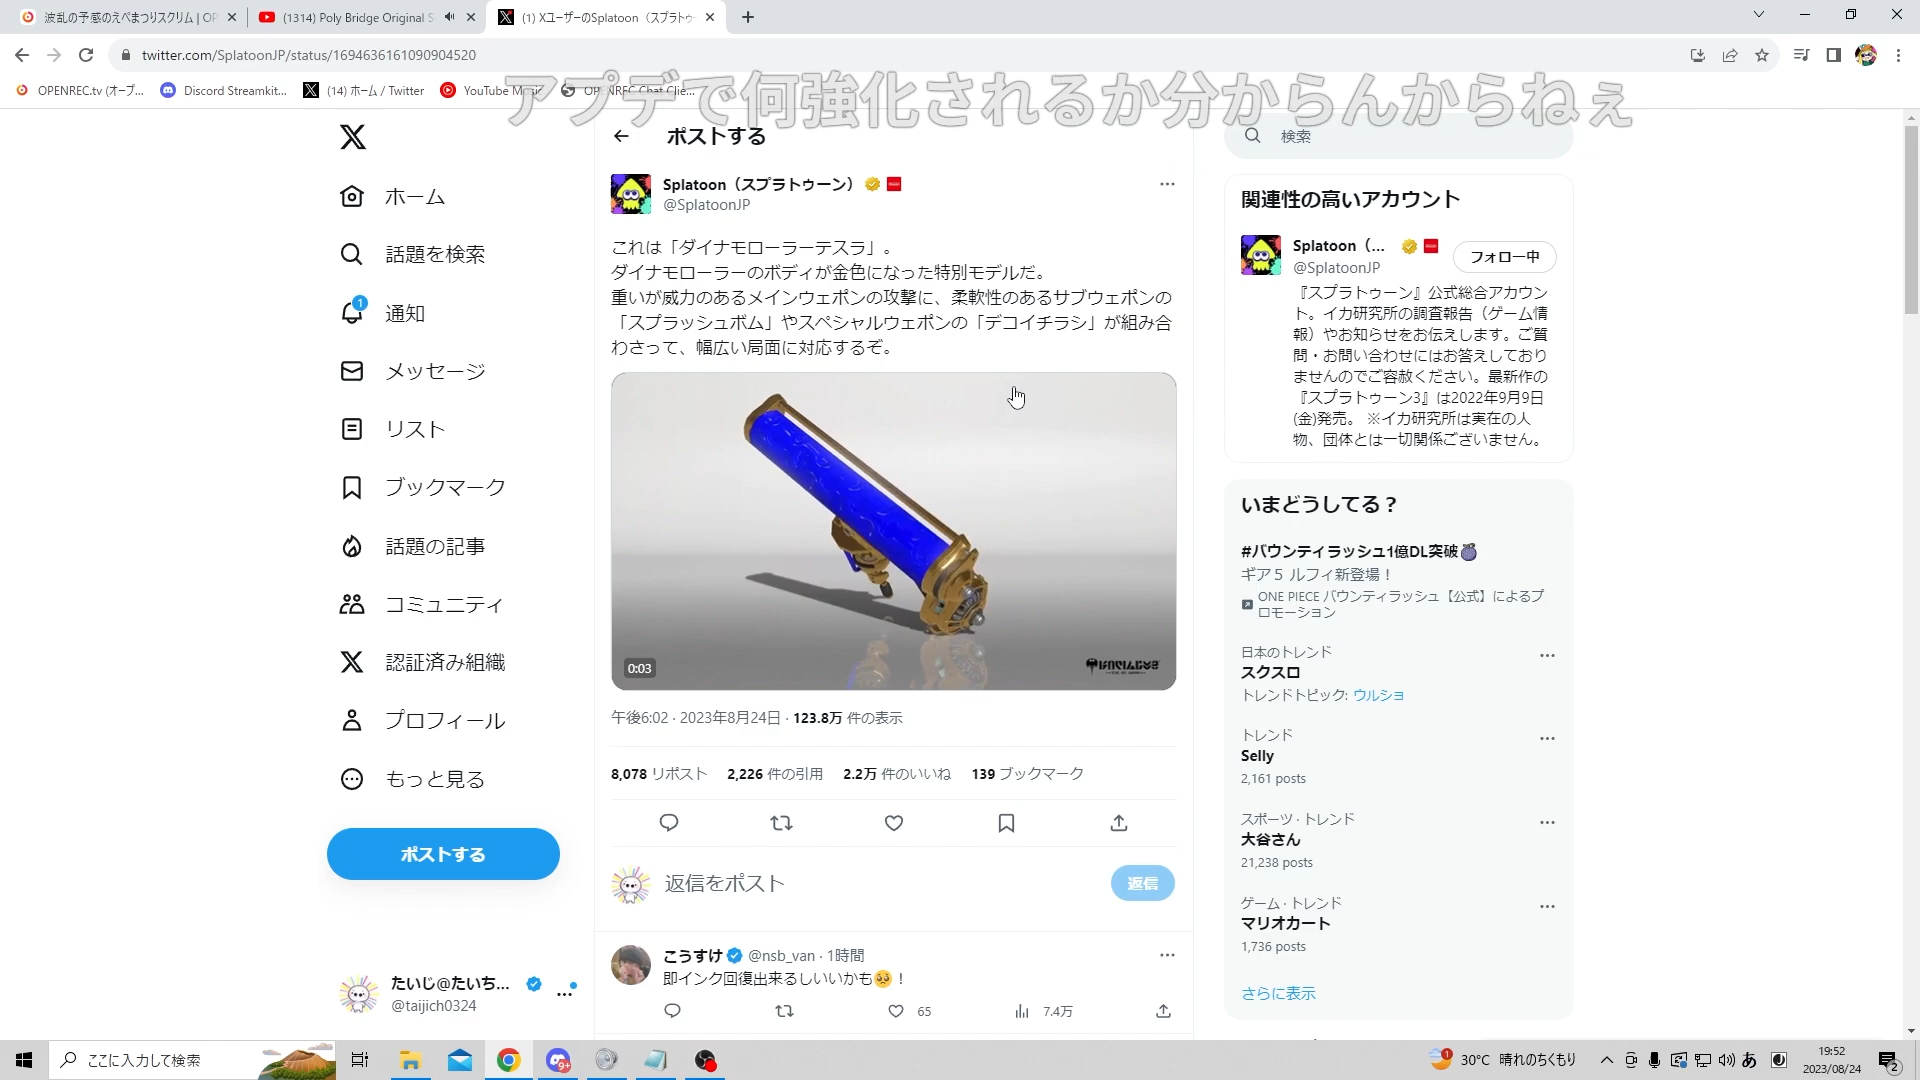 波乱の予感のえぺまつりスクリム | OP
(1314) Poly Bridge Original S
(1) XユーザーのSplatoon（スプラトゥ
twitter.com/SplatoonJP/status/1694636161090904520
OPENREC.tv (オープ...
Discord Streamkit...
(14) ホーム / Twitter
YouTube Music
OPENREC Chat Clie...
アプデで何強化されるか分からんからねぇ
ホーム
話題を検索
1
通知
メッセージ
リスト
ブックマーク
話題の記事
コミュニティ
認証済み組織
プロフィール
もっと見る
ポストする
たいじ@たいち...
@taijich0324
ポストする
Splatoon（スプラトゥーン）
@SplatoonJP
これは「ダイナモローラーテスラ」。
ダイナモローラーのボディが金色になった特別モデルだ。
重いが威力のあるメインウェポンの攻撃に、柔軟性のあるサブウェポンの
「スプラッシュボム」やスペシャルウェポンの「デコイチラシ」が組み合
わさって、幅広い局面に対応するぞ。
0:03
午後6:02 · 2023年8月24日 · 123.8万 件の表示
8,078 リポスト 2,226 件の引用 2.2万 件のいいね 139 ブックマーク
返信をポスト
返信
こうすけ @nsb_van · 1時間
即インク回復出来るしいいかも🥺！
65
7.4万
検索
関連性の高いアカウント
Splatoon（...
@SplatoonJP
フォロー中
『スプラトゥーン』公式総合アカウン
ト。イカ研究所の調査報告（ゲーム情
報）やお知らせをお伝えします。ご質
問・お問い合わせにはお答えしており
ませんのでご容赦ください。最新作の
『スプラトゥーン3』は2022年9月9日
(金)発売。 ※イカ研究所は実在の人
物、団体とは一切関係ございません。
いまどうしてる？
#バウンティラッシュ1億DL突破
ギア５ ルフィ新登場！
ONE PIECE バウンティラッシュ【公式】によるプ
ロモーション
日本のトレンド
スクスロ
トレンドトピック: ウルショ
トレンド
Selly
2,161 posts
スポーツ · トレンド
大谷さん
21,238 posts
ゲーム · トレンド
マリオカート
1,736 posts
さらに表示
ここに入力して検索
9+
1
30°C 晴れのちくもり
あ
19:52
2023/08/24
2